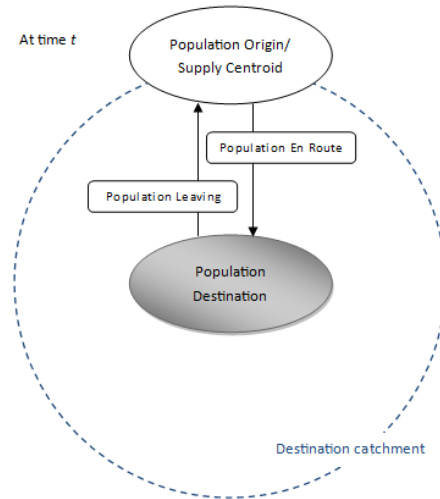 At time t
Population Origin/
Supply Centroid
Population En Route
Population Leaving
Population
Destination
Destination catchment